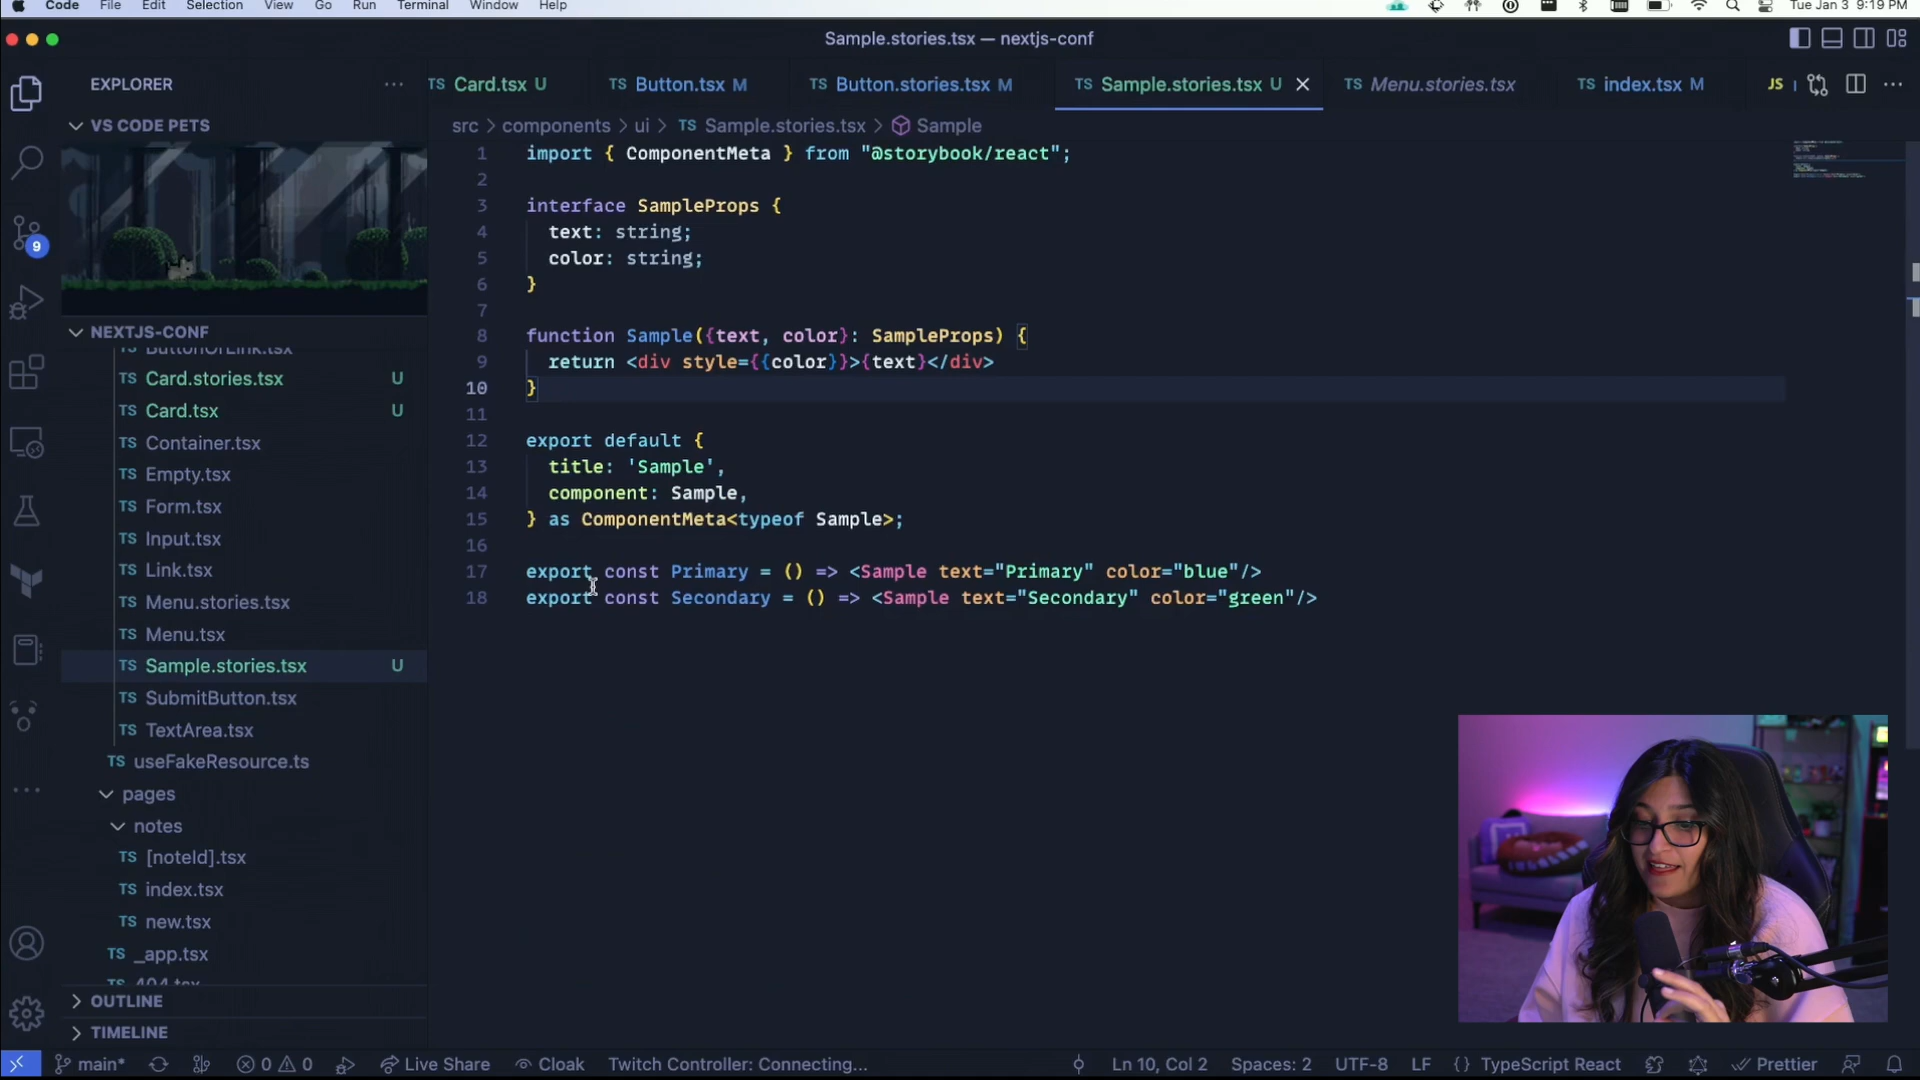 Code File Edit Selection View Go Run Terminal Window Help Tue Jan 3 9:19 PM
Sample.stories.tsx — nextjs-conf
EXPLORER
TS Card.tsx U TS Button.tsx M TS Button.stories.tsx M TS Sample.stories.tsx U TS Menu.stories.tsx TS index.tsx M JS
VS CODE PETS
src > components > ui > TS Sample.stories.tsx > Sample
1 import { ComponentMeta } from "@storybook/react";
2
3 interface SampleProps {
4 text: string;
5 color: string;
6 }
7
8 function Sample({text, color}: SampleProps) {
9 return <div style={{color}}>{text}</div>
10 }
11
12 export default {
13 title: 'Sample',
14 component: Sample,
15 } as ComponentMeta<typeof Sample>;
16
17 export const Primary = () => <Sample text="Primary" color="blue"/>
18 export const Secondary = () => <Sample text="Secondary" color="green"/>
9
NEXTJS-CONF
TS ButtonOrLink.tsx
TS Card.stories.tsx U
TS Card.tsx U
TS Container.tsx
TS Empty.tsx
TS Form.tsx
TS Input.tsx
TS Link.tsx
TS Menu.stories.tsx
TS Menu.tsx
TS Sample.stories.tsx U
TS SubmitButton.tsx
TS TextArea.tsx
TS useFakeResource.ts
pages
notes
TS [noteId].tsx
TS index.tsx
TS new.tsx
TS _app.tsx
TS 404.tsx
OUTLINE
TIMELINE
main* 0 0 Live Share Cloak Twitch Controller: Connecting... Ln 10, Col 2 Spaces: 2 UTF-8 LF {} TypeScript React Prettier